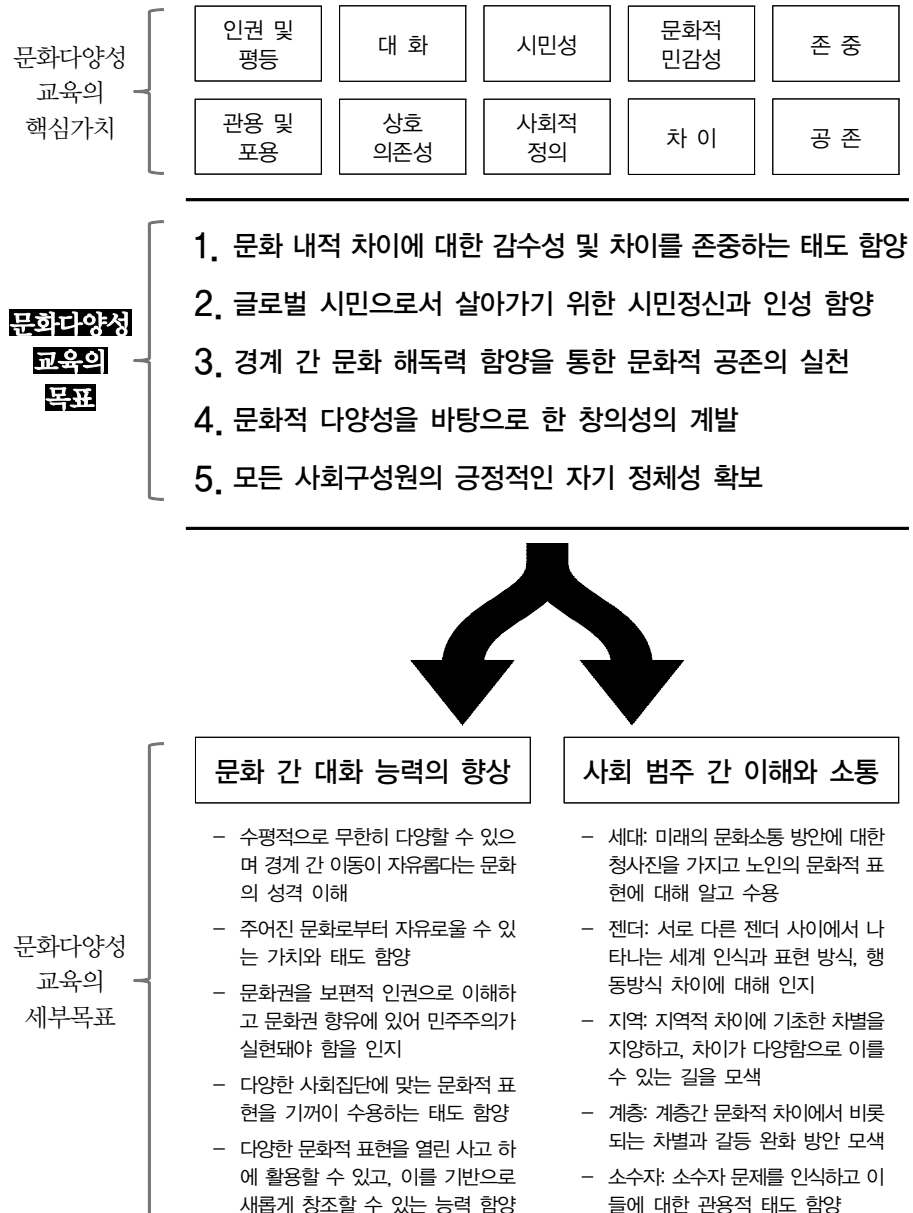 문화다양성
교육의
핵심가치
인권 및
평등
대 화
시민성
문화적
민감성
존 중
관용 및
포용
상호
의존성
사회적
정의
차 이
공 존
문화다양성
교육의
목표
1. 문화 내적 차이에 대한 감수성 및 차이를 존중하는 태도 함양
2. 글로벌 시민으로서 살아가기 위한 시민정신과 인성 함양
3. 경계 간 문화 해독력 함양을 통한 문화적 공존의 실천
4. 문화적 다양성을 바탕으로 한 창의성의 계발
5. 모든 사회구성원의 긍정적인 자기 정체성 확보
문화다양성
교육의
세부목표
문화 간 대화 능력의 향상
- 수평적으로 무한히 다양할 수 있으
며 경계 간 이동이 자유롭다는 문화
의 성격 이해
- 주어진 문화로부터 자유로울 수 있
는 가치와 태도 함양
- 문화권을 보편적 인권으로 이해하
고 문화권 향유에 있어 민주주의가
실현돼야 함을 인지
- 다양한 사회집단에 맞는 문화적 표
현을 기꺼이 수용하는 태도 함양
- 다양한 문화적 표현을 열린 사고 하
에 활용할 수 있고, 이를 기반으로
새롭게 창조할 수 있는 능력 함양
사회 범주 간 이해와 소통
- 세대: 미래의 문화소통 방안에 대한
청사진을 가지고 노인의 문화적 표
현에 대해 알고 수용
- 젠더: 서로 다른 젠더 사이에서 나
타나는 세계 인식과 표현 방식, 행
동방식 차이에 대해 인지
- 지역: 지역적 차이에 기초한 차별을
지양하고, 차이가 다양함으로 이를
수 있는 길을 모색
- 계층: 계층간 문화적 차이에서 비롯
되는 차별과 갈등 완화 방안 모색
- 소수자: 소수자 문제를 인식하고 이
들에 대한 관용적 태도 함양